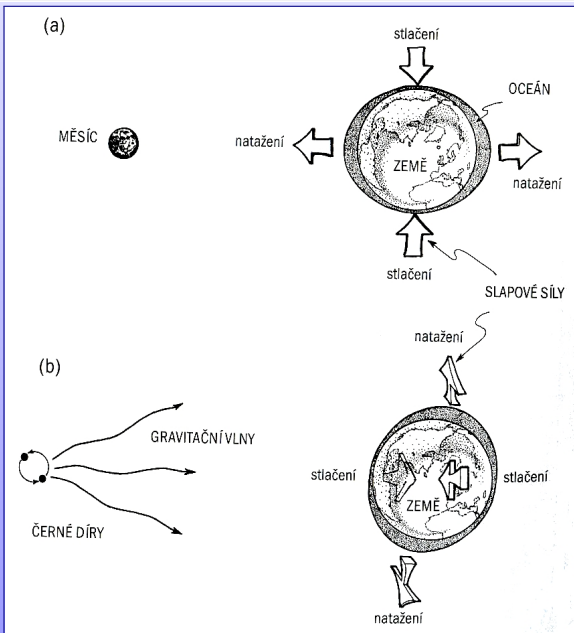 (a)
stlačení
OCEÁN
MĚSÍC
natažení
ZEMĚ
natažení
stlačení
SLAPOVÉ SÍLY
natažení
(b)
GRAVITAČNÍ VLNY
stlačení
stlačení
ZEMĚ
ČERNÉ DÍRY
natažení